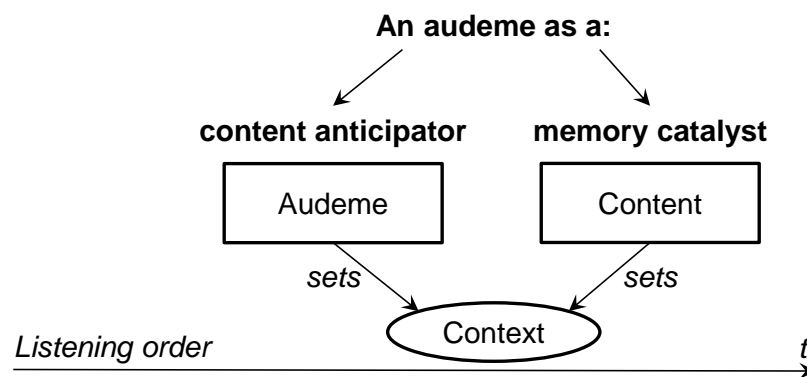 An audeme as a:
content anticipator memory catalyst
Audeme Content
sets sets
Context
Listening order t